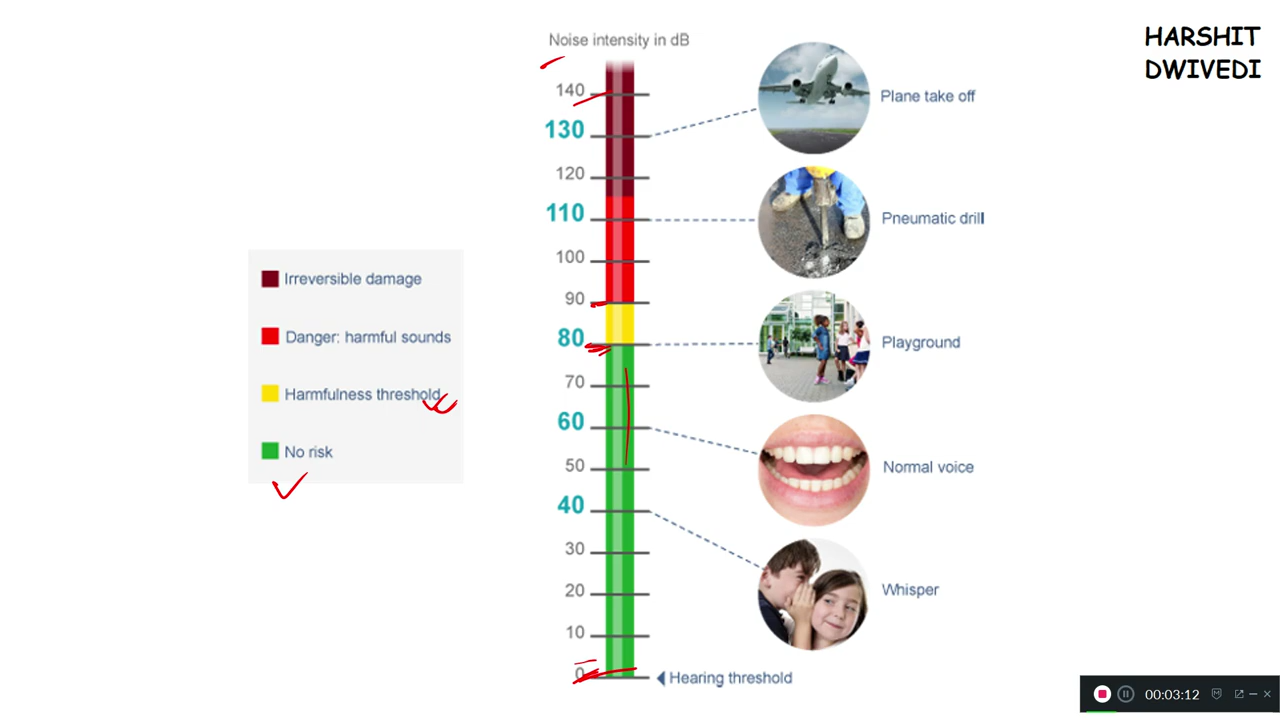 Noise intensity in dB
HARSHIT
DWIVEDI
140
130
120
110
100
90
80
70
60
50
40
30
20
10
0
Plane take off
Pneumatic drill
Playground
Normal voice
Whisper
Hearing threshold
Irreversible damage
Danger: harmful sounds
Harmfulness threshold
No risk
00:03:12